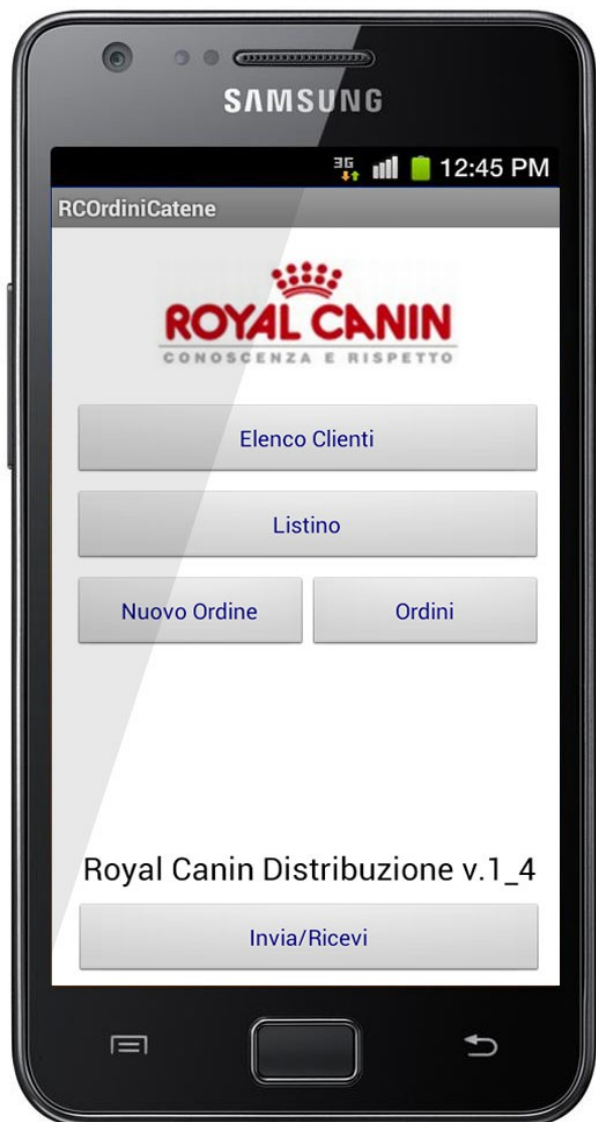 SAMSUNG
3G 12:45 PM
RCOrdiniCatene
ROYAL CANIN
CONOSCENZA E RISPETTO
Elenco Clienti
Listino
Nuovo Ordine Ordini
Royal Canin Distribuzione v.1_4
Invia/Ricevi